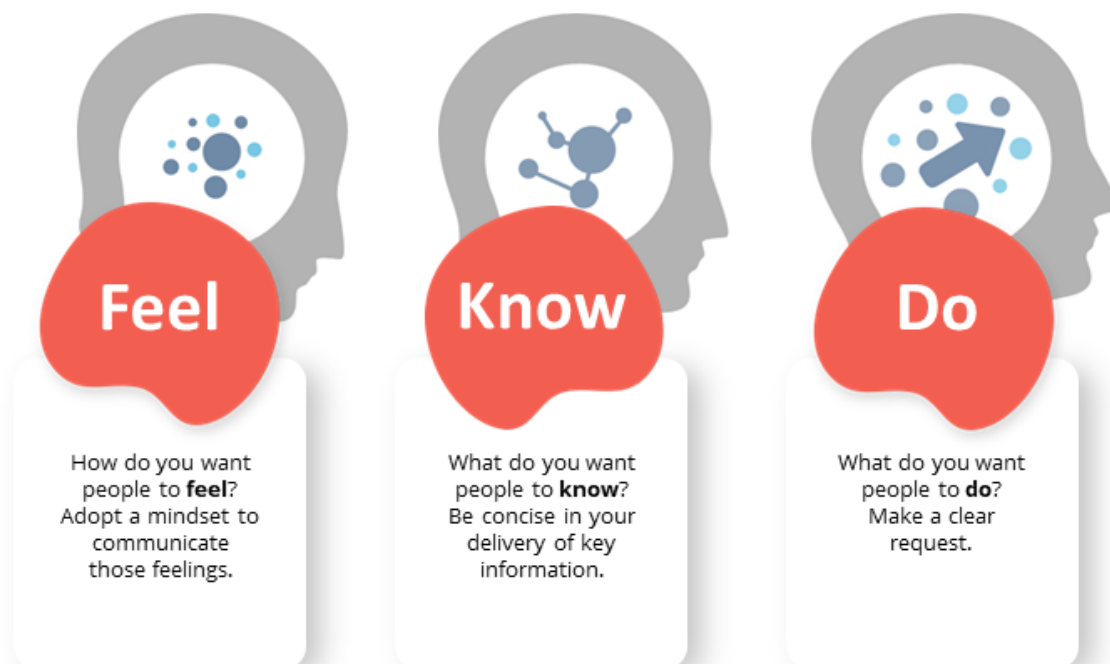 Feel
How do you want
people to feel?
Adopt a mindset to
communicate
those feelings.
Know
What do you want
people to know?
Be concise in your
delivery of key
information.
Do
What do you want
people to do?
Make a clear
request.